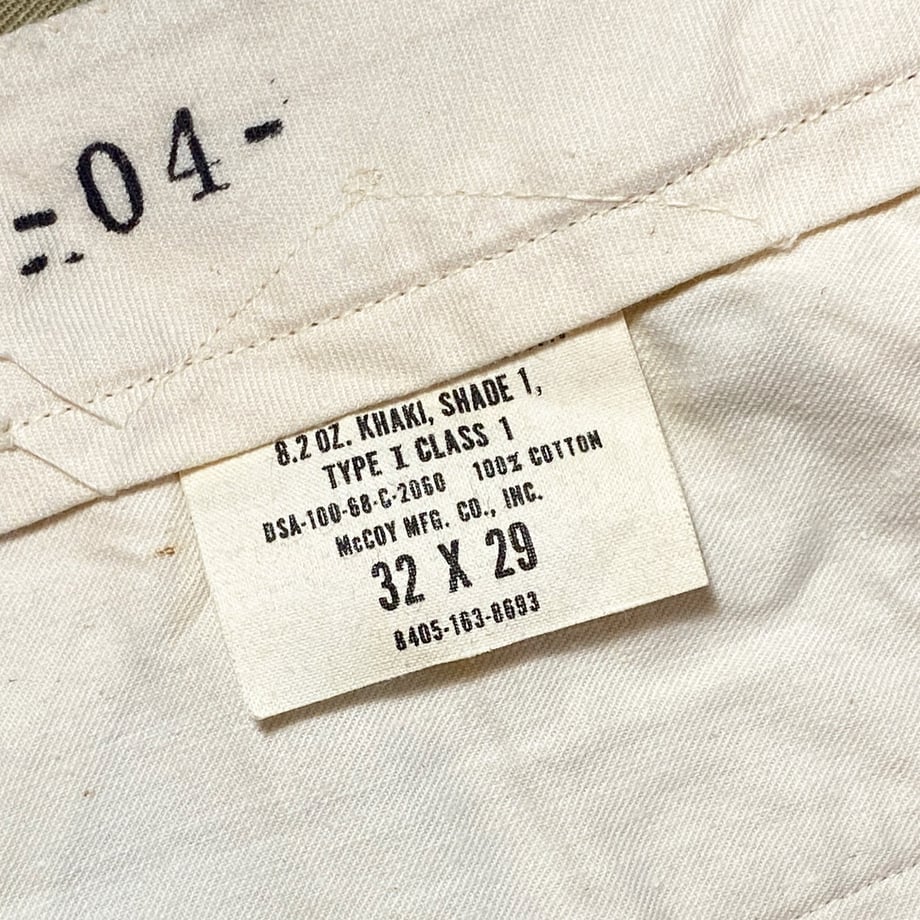 -04-
8.2 OZ. KHAKI, SHADE 1,
TYPE I CLASS 1
DSA-100-68-C-2060 100% COTTON
McCOY MFG. CO., INC.
32 X 29
8405-163-8693